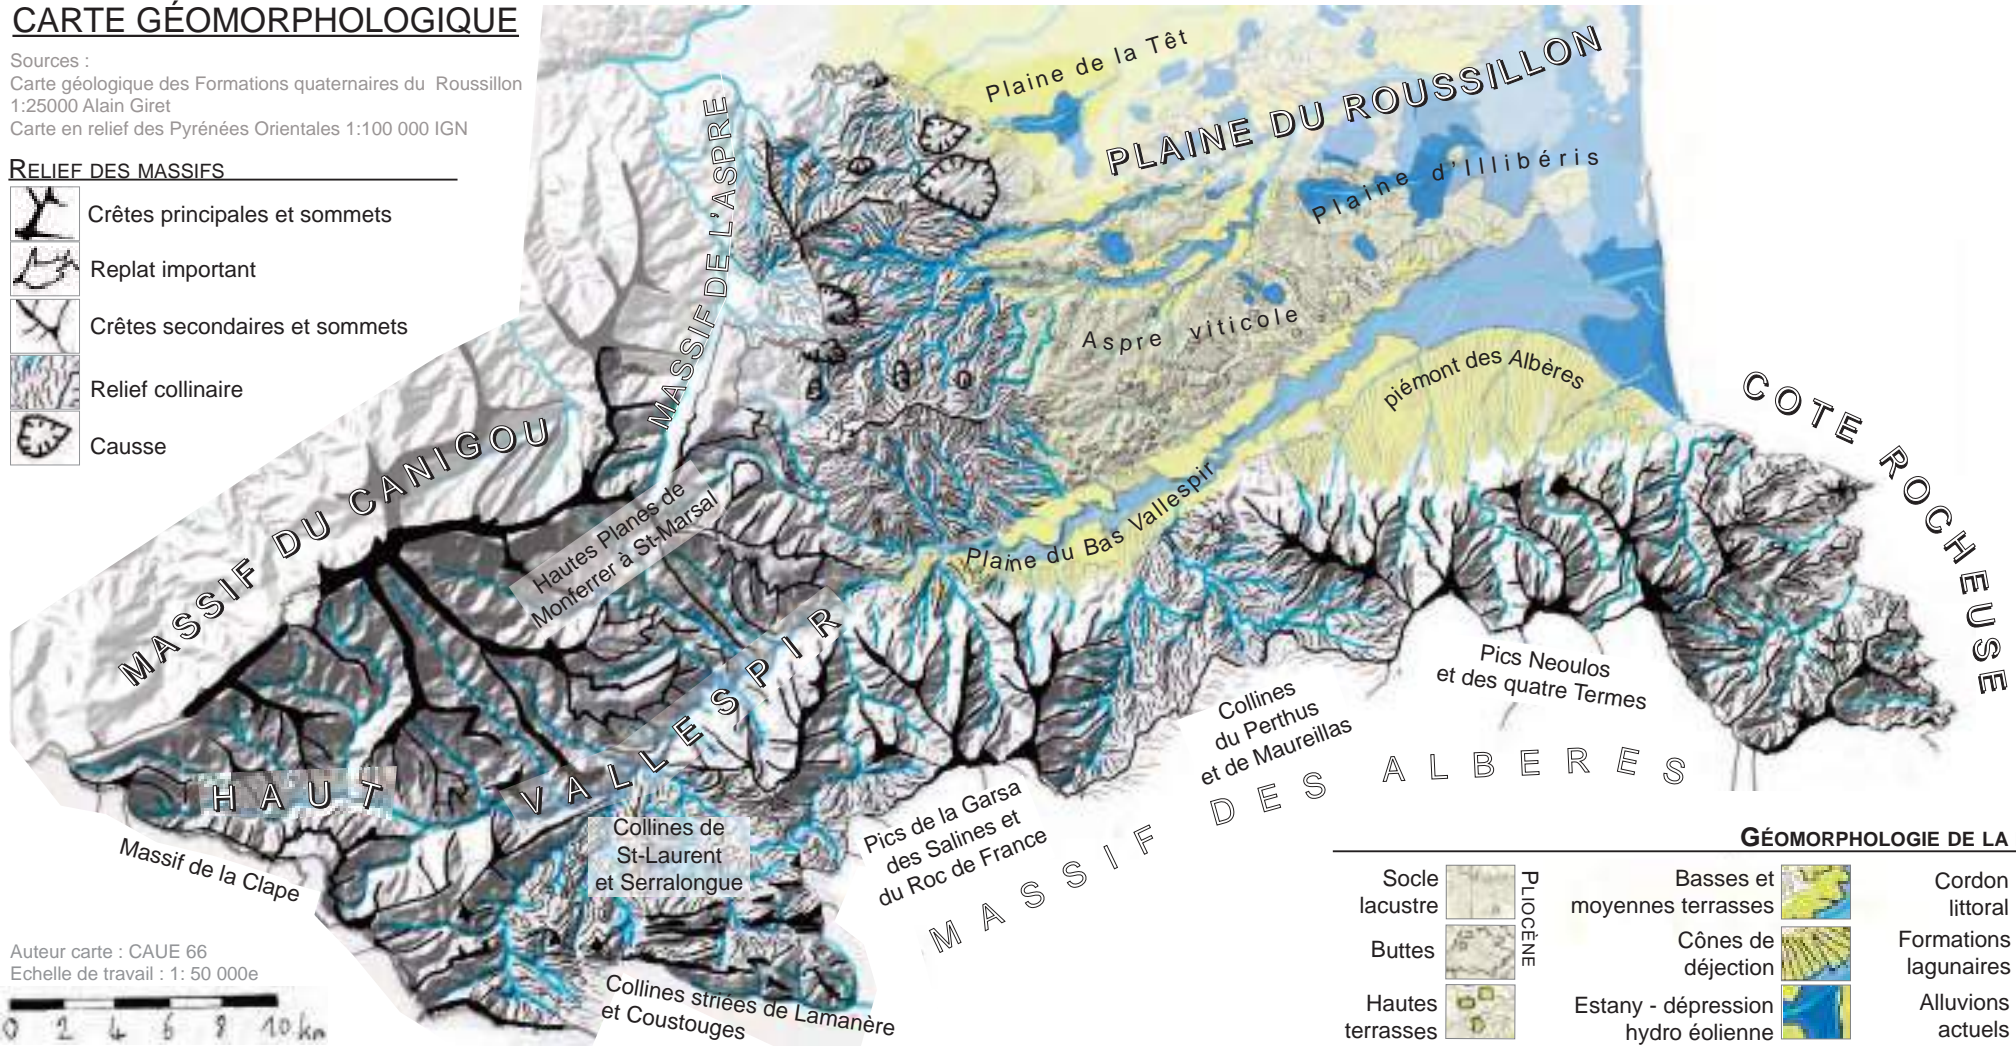 CARTE GÉOMORPHOLOGIQUE
Sources :
Carte géologique des Formations quaternaires du Roussillon
1:25000 Alain Giret
Carte en relief des Pyrénées Orientales 1:100 000 IGN
RELIEF DES MASSIFS
Crêtes principales et sommets
Replat important
Crêtes secondaires et sommets
Relief collinaire
Causse
Plaine de la Têt
PLAINE DU ROUSSILLON
Plaine d'Illibéris
MASSIF DE L'ASPRE
Aspre viticole
piémont des Albères
COTE ROCHEUSE
MASSIF DU CANIGOU
Hautes Planes de
Monferrer à St-Marsal
Plaine du Bas Vallespir
HAUT VALLESPIR
Massif de la Clape
Collines de
St-Laurent
et Serralongue
Pics de la Garsa
des Salines et
du Roc de France
Collines
du Perthus
et de Maureillas
Pics Neoulos
et des quatre Termes
MASSIF DES ALBERES
Collines striées de Lamanère
et Coustouges
Auteur carte : CAUE 66
Echelle de travail : 1: 50 000e
0 2 4 6 8 10 km
GÉOMORPHOLOGIE DE LA
Socle
lacustre
Buttes
Hautes
terrasses
PLIOCÈNE
Basses et
moyennes terrasses
Cônes de
déjection
Estany - dépression
hydro éolienne
Cordon
littoral
Formations
lagunaires
Alluvions
actuels